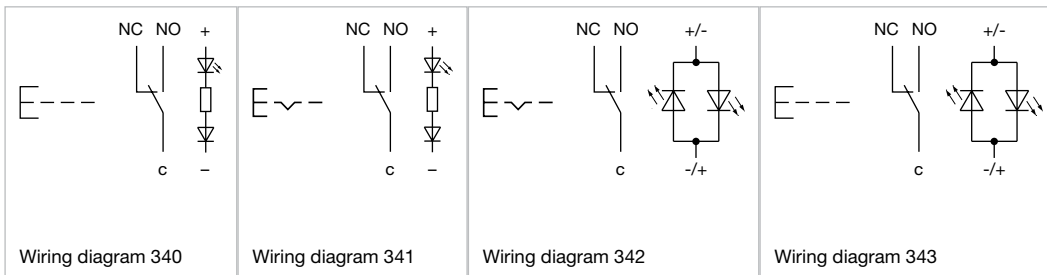 NC NO +
c –
Wiring diagram 340
NC NO +
c –
Wiring diagram 341
NC NO +/-
c -/+
Wiring diagram 342
NC NO +/-
c -/+
Wiring diagram 343